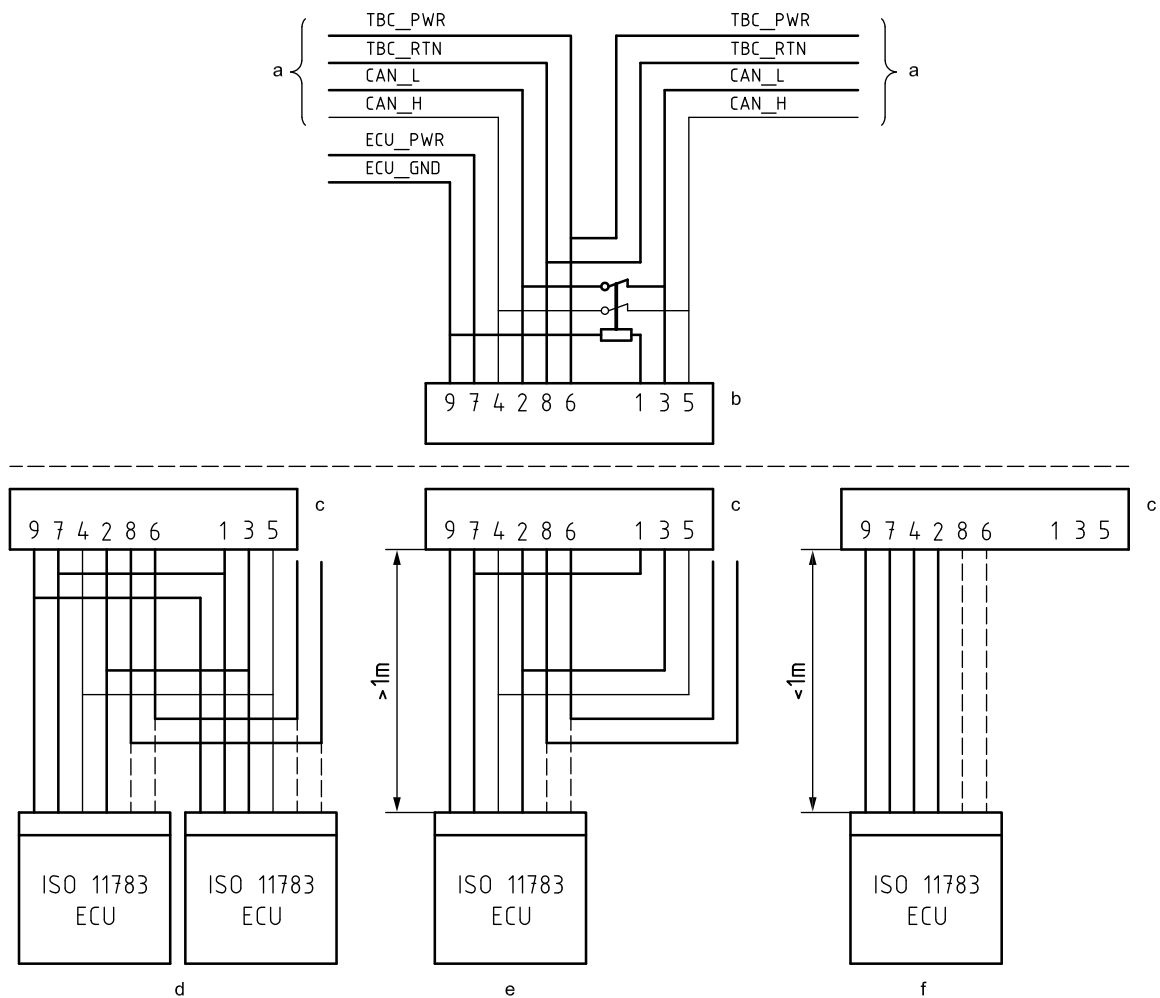 TBC_PWR TBC_PWR
TBC_RTN TBC_RTN
a CAN_L CAN_L a
CAN_H CAN_H
ECU_PWR
ECU_GND
9 7 4 2 8 6 1 3 5 b
9 7 4 2 8 6 1 3 5 c
9 7 4 2 8 6 1 3 5 c
9 7 4 2 8 6 1 3 5 c
>1m
<1m
ISO 11783
ECU
ISO 11783
ECU
ISO 11783
ECU
ISO 11783
ECU
d e f